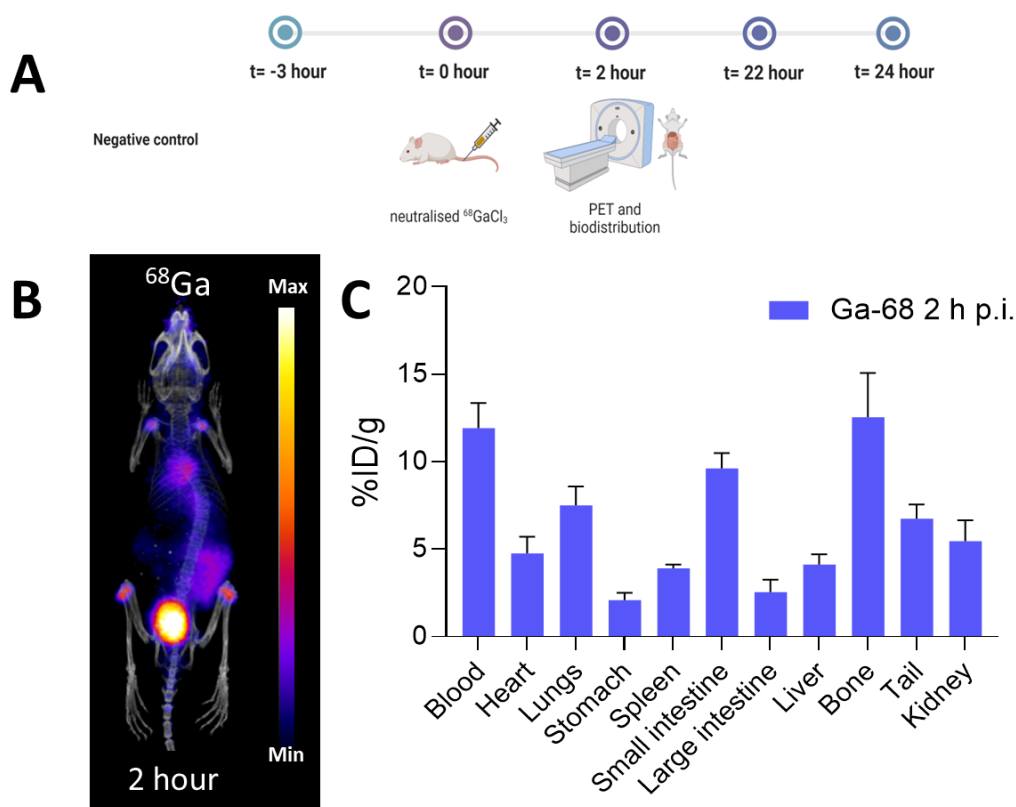 A
t= -3 hour
t= 0 hour
t= 2 hour
t= 22 hour
t= 24 hour
Negative control
neutralised ⁶⁸GaCl₃
PET and
biodistribution
B
⁶⁸Ga
Max
Min
2 hour
C
Ga-68 2 h p.i.
%ID/g
20
15
10
5
0
Blood
Heart
Lungs
Stomach
Spleen
Small intestine
Large intestine
Liver
Bone
Tail
Kidney